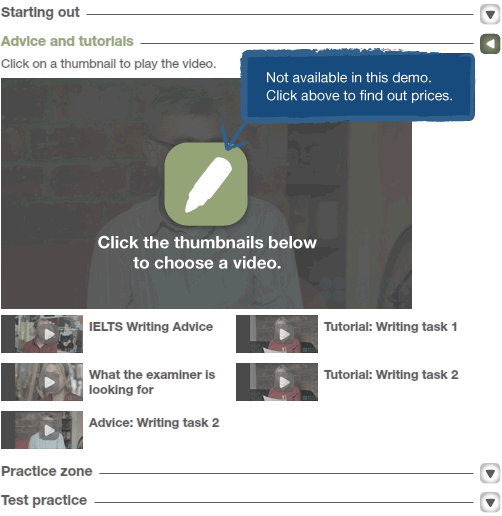 Starting out
Advice and tutorials
Click on a thumbnail to play the video.
Not available in this demo.
Click above to find out prices.
Click the thumbnails below
to choose a video.
IELTS Writing Advice
Tutorial: Writing task 1
What the examiner is
looking for
Tutorial: Writing task 2
Advice: Writing task 2
Practice zone
Test practice